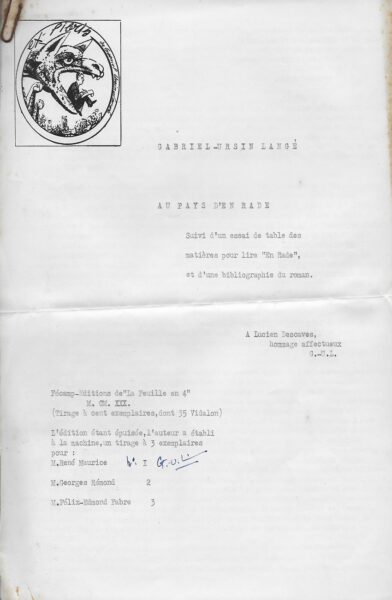 EX LIBRIS
GABRIEL-URSIN LANGÉ
AU PAYS D'EN RADE
Suivi d'un essai de table des
matières pour lire "En Rade",
et d'une bibliographie du roman.
A Lucien Descaves,
hommage affectueux
G.-U.L.
Fécamp-Editions de"La Feuille en 4"
M. CM. XXX.
(Tirage à cent exemplaires,dont 35 Vidalon)
L'édition étant épuisée,l'auteur a établi
à la machine,un tirage à 3 exemplaires
pour :
M.René Maurice No I G.U.L.
M.Georges Rémond 2
M.Félix-Edmond Fabre 3